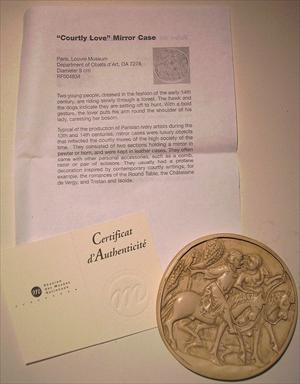 "Courtly Love" Mirror Case
Paris, Louvre Museum
Department of Objets d'Art, OA 7278,
Diameter 9 cm
RF004834
Two young people, dressed in the fashion of the early 14th
century, are riding slowly through a forest. The hawk and
the dogs indicate they are setting off to hunt. With a bold
gesture, the lover puts his arm round the shoulder of his
lady, caressing her bosom.
Typical of the production of Parisian ivory artists during the
13th and 14th centuries, mirror cases were luxury objects
that reflected the courtly mores of the high society of the
time. They consisted of two sections holding a mirror in
pewter or horn, and were kept in leather cases. They often
came with other personal accessories, such as a comb,
razor or pair of scissors. They usually had a profane
decoration inspired by contemporary courtly writings, for
example, the romances of the Round Table, the Châtelaine
de Vergy, and Tristan and Isolde.
Certificat
d'Authenticité
m
Réunion
des Musées
Nationaux
m